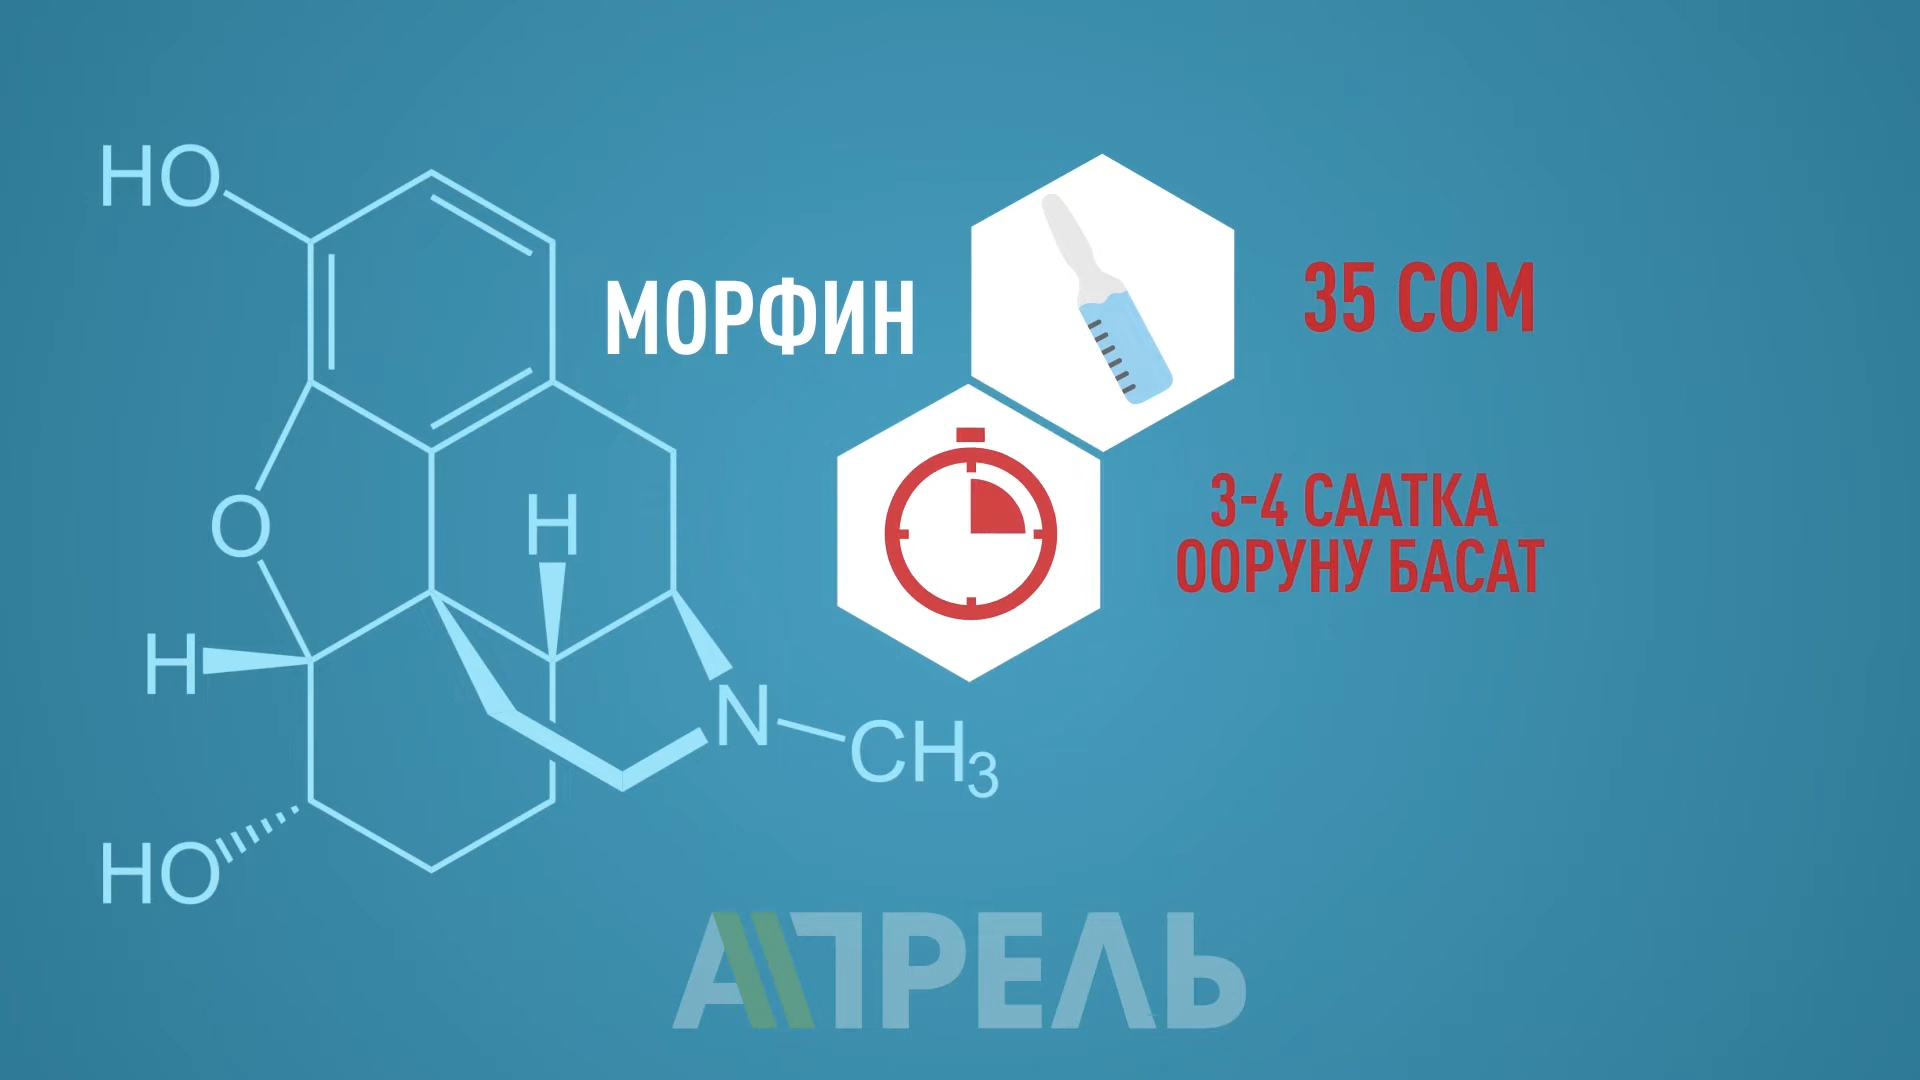 HO
МОРФИН
35 СОМ
3-4 СААТКА
ООРУНУ БАСАТ
O
H
H
N
CH3
HO
АПРЕЛЬ